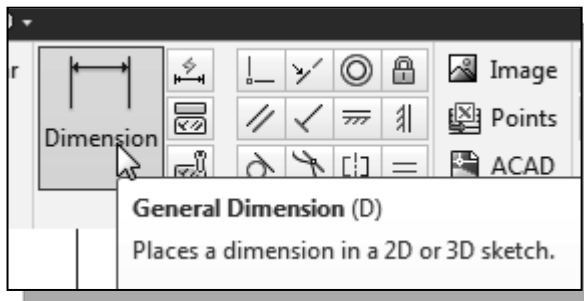 r
Dimension
Image
Points
ACAD
General Dimension (D)
Places a dimension in a 2D or 3D sketch.